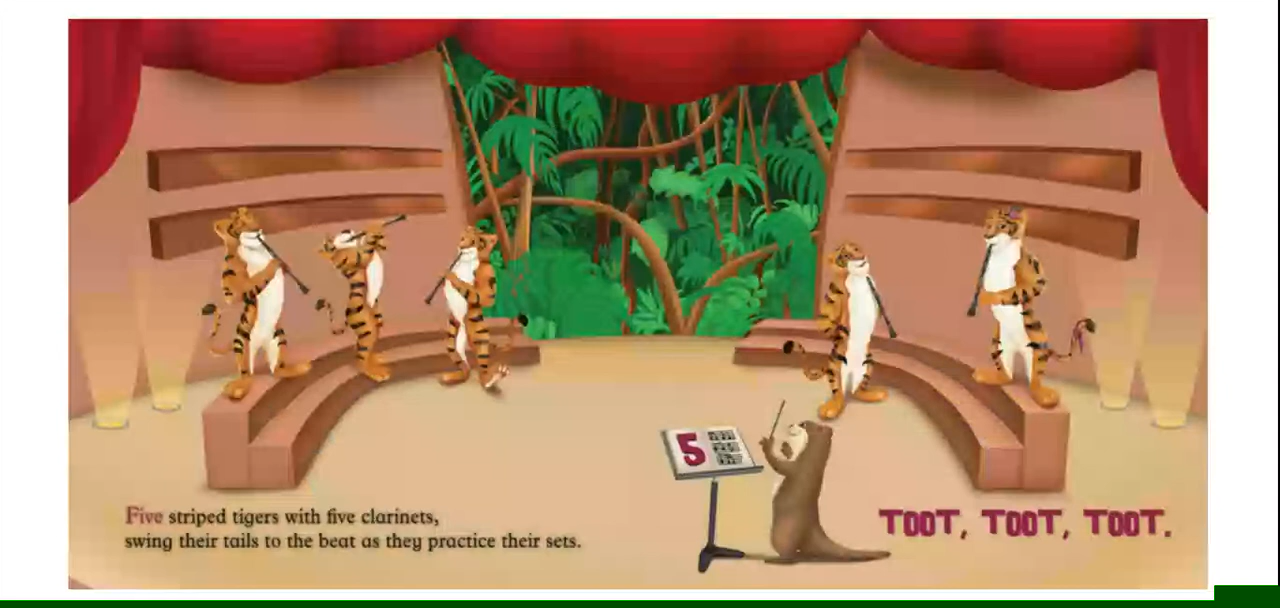 5
Five striped tigers with five clarinets,
swing their tails to the beat as they practice their sets.
TOOT, TOOT, TOOT.